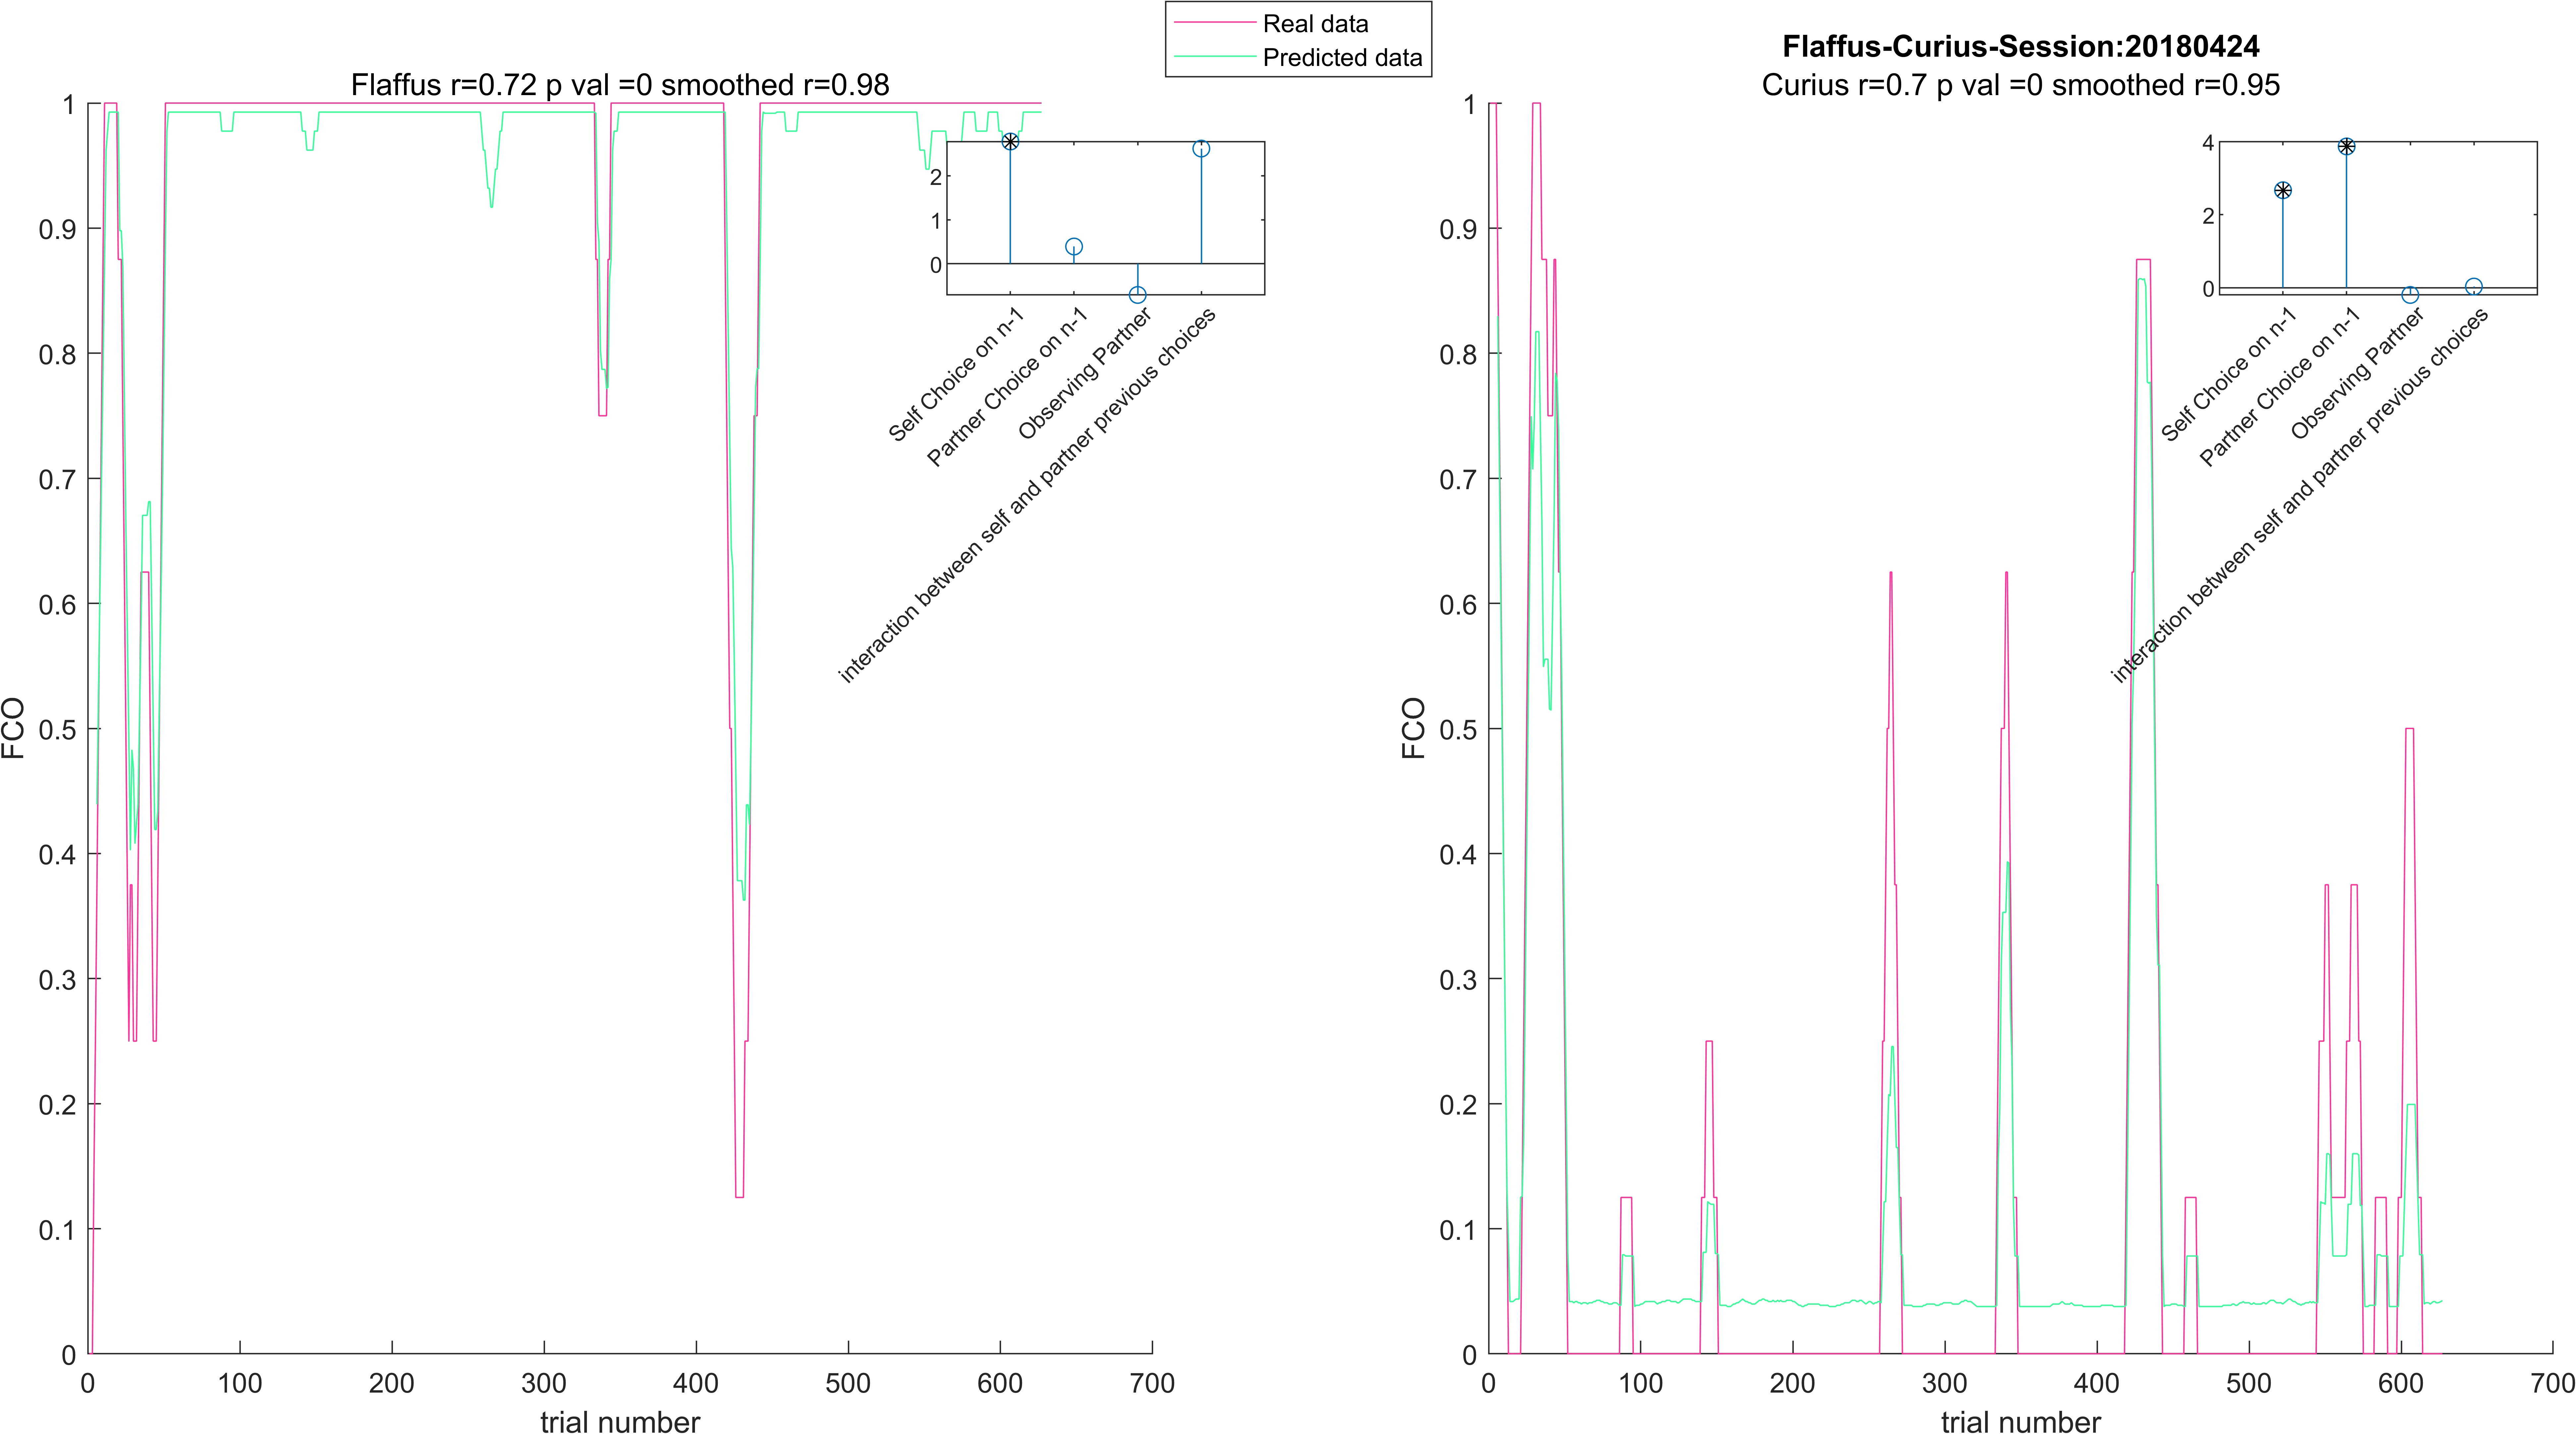 Real data
Predicted data
Flaffus r=0.72 p val =0 smoothed r=0.98
FCO
1
0.9
0.8
0.7
0.6
0.5
0.4
0.3
0.2
0.1
0
0 100 200 300 400 500 600 700
trial number
2
1
0
Self Choice on n-1
Partner Choice on n-1
Observing Partner
interaction between self and partner previous choices
Flaffus-Curius-Session:20180424
Curius r=0.7 p val =0 smoothed r=0.95
FCO
1
0.9
0.8
0.7
0.6
0.5
0.4
0.3
0.2
0.1
0
0 100 200 300 400 500 600 700
trial number
4
2
0
Self Choice on n-1
Partner Choice on n-1
Observing Partner
interaction between self and partner previous choices